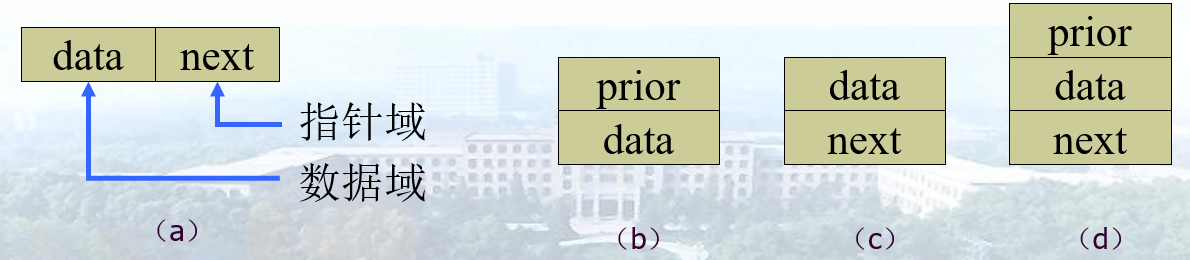 data next
指针域
数据域
（a）
prior
data
（b）
data
next
（c）
prior
data
next
（d）